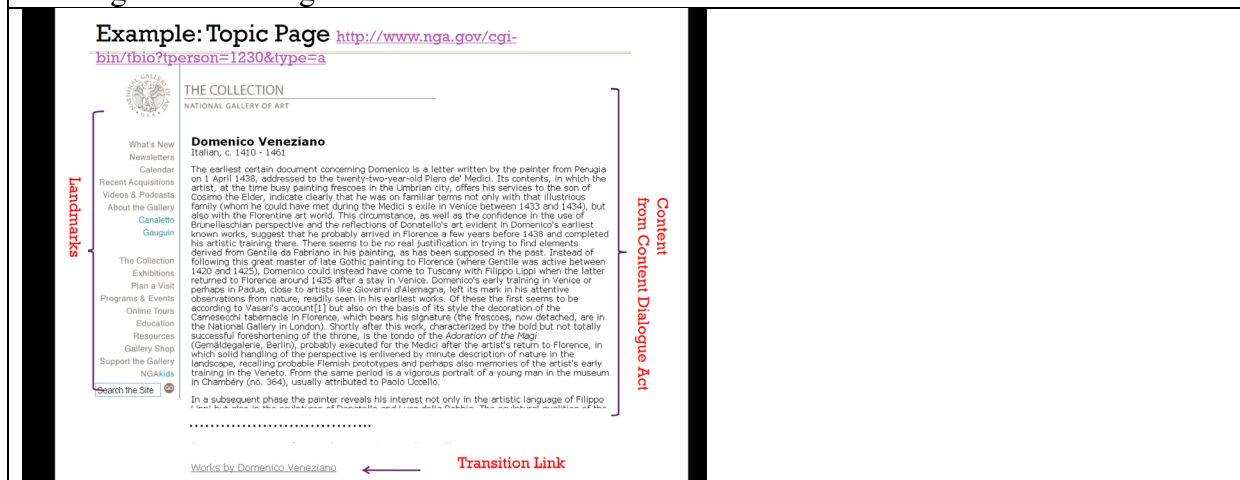 Example: Topic Page http://www.nga.gov/cgi-
bin/tbio?tperson=1230&type=a
NATIONAL GALLERY OF ART
THE COLLECTION
NATIONAL GALLERY OF ART
Landmarks
What's New
Newsletters
Calendar
Recent Acquisitions
Videos & Podcasts
About the Gallery
Canaletto
Gauguin
The Collection
Exhibitions
Plan a Visit
Programs & Events
Online Tours
Education
Resources
Gallery Shop
Support the Gallery
NGAkids
Search the Site GO
Domenico Veneziano
Italian, c. 1410 - 1461
The earliest certain document concerning Domenico is a letter written by the painter from Perugia
on 1 April 1438, addressed to the twenty-two-year-old Piero de' Medici. Its contents, in which the
artist, at the time busy painting frescoes in the Umbrian city, offers his services to the son of
Cosimo the Elder, indicate clearly that he was on familiar terms not only with that illustrious
family (whom he could have met during the Medici s exile in Venice between 1433 and 1434), but
also with the Florentine art world. This circumstance, as well as the confidence in the use of
Brunelleschian perspective and the reflections of Donatello's art evident in Domenico's earliest
known works, suggest that he probably arrived in Florence a few years before 1438 and completed
his artistic training there. There seems to be no real justification in trying to find elements
derived from Gentile da Fabriano in his painting, as has been supposed in the past. Instead of
following this great master of late Gothic painting to Florence (where Gentile was active between
1420 and 1425), Domenico could instead have come to Tuscany with Filippo Lippi when the latter
returned to Florence around 1435 after a stay in Venice. Domenico's early training in Venice or
perhaps in Padua, close to artists like Giovanni d'Alemagna, left its mark in his attentive
observations from nature, readily seen in his earliest works. Of these the first seems to be
according to Vasari's account[1] but also on the basis of its style the decoration of the
Carnesecchi tabernacle in Florence, which bears his signature (the frescoes, now detached, are in
the National Gallery in London). Shortly after this work, characterized by the bold but not totally
successful foreshortening of the throne, is the tondo of the Adoration of the Magi
(Gemäldegalerie, Berlin), probably executed for the Medici after the artist's return to Florence, in
which solid handling of the perspective is enlivened by minute description of nature in the
landscape, recalling probable Flemish prototypes and perhaps also memories of the artist's early
training in the Veneto. From the same period is a vigorous portrait of a young man in the museum
in Chambéry (no. 364), usually attributed to Paolo Uccello.
In a subsequent phase the painter reveals his interest not only in the artistic language of Filippo
Lippi but also in the sculptures of Donatello and Luca della Robbia. The sculptural qualities of the
Content
from Content Dialogue Act
.................................
Works by Domenico Veneziano
Transition Link